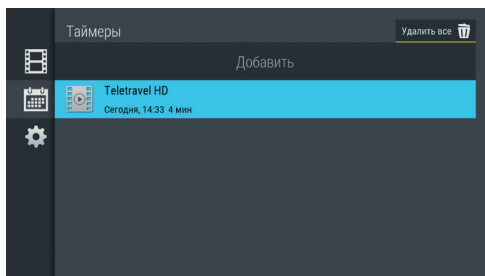 Таймеры
Удалить все
Добавить
Teletravel HD
Сегодня, 14:33 4 мин